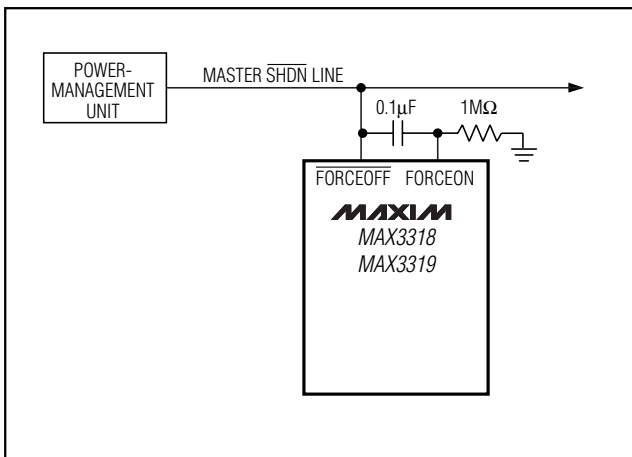 POWER-
MANAGEMENT
UNIT
MASTER SHDN LINE
0.1μF
1MΩ
FORCEOFF FORCEON
MAXIM
MAX3318
MAX3319